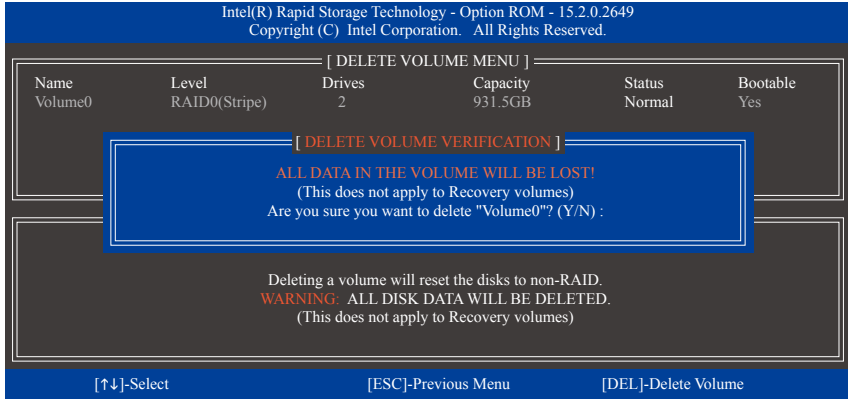 Intel(R) Rapid Storage Technology - Option ROM - 15.2.0.2649
Copyright (C) Intel Corporation. All Rights Reserved.
[ DELETE VOLUME MENU ]
Name Level Drives Capacity Status Bootable
Volume0 RAID0(Stripe) 2 931.5GB Normal Yes
[ DELETE VOLUME VERIFICATION ]
ALL DATA IN THE VOLUME WILL BE LOST!
(This does not apply to Recovery volumes)
Are you sure you want to delete "Volume0"? (Y/N) :
Deleting a volume will reset the disks to non-RAID.
WARNING: ALL DISK DATA WILL BE DELETED.
(This does not apply to Recovery volumes)
[↑↓]-Select [ESC]-Previous Menu [DEL]-Delete Volume